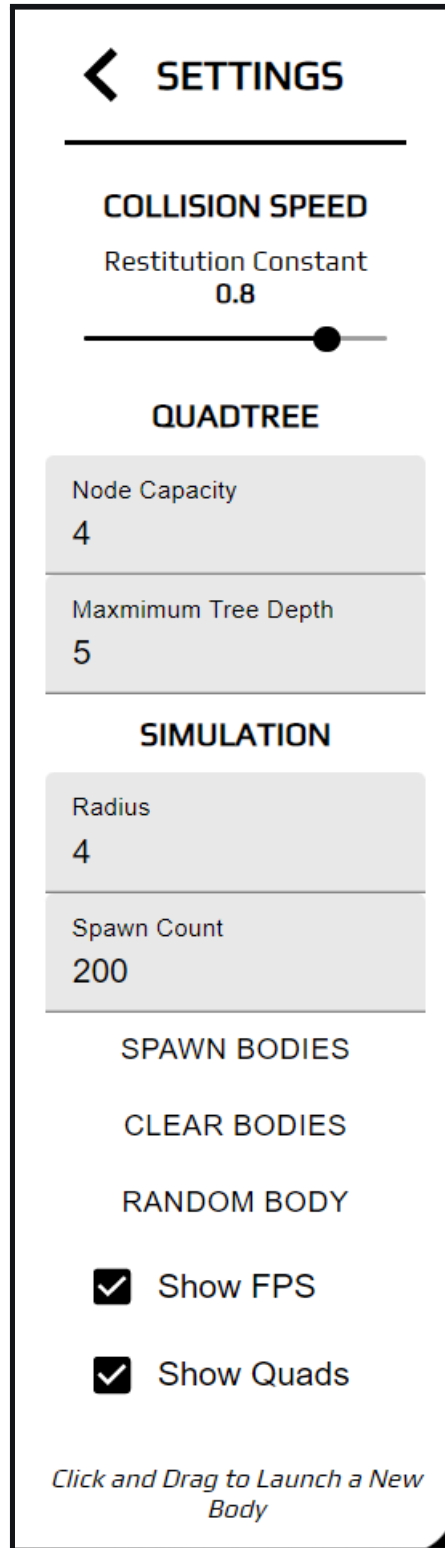 SETTINGS
COLLISION SPEED
Restitution Constant
0.8
QUADTREE
Node Capacity
4
Maxmimum Tree Depth
5
SIMULATION
Radius
4
Spawn Count
200
SPAWN BODIES
CLEAR BODIES
RANDOM BODY
Show FPS
Show Quads
Click and Drag to Launch a New
Body